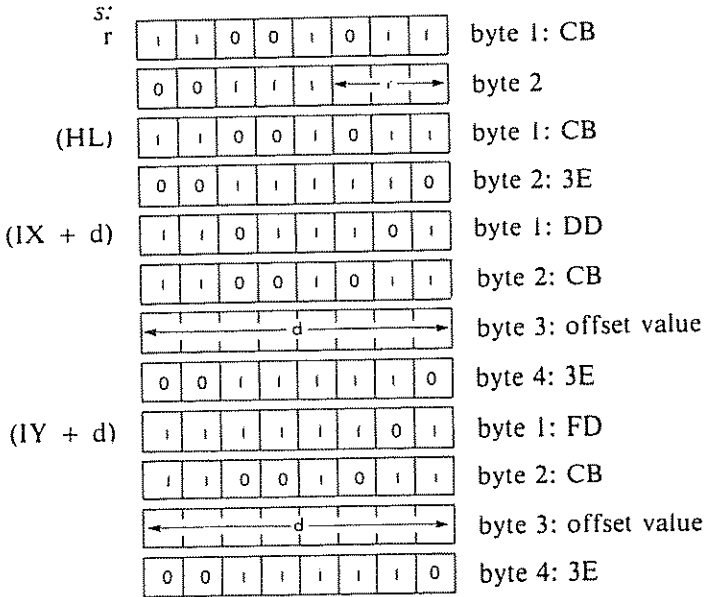 s:
r 1 1 0 0 1 0 1 1 byte 1: CB
0 0 1 1 1 r byte 2
(HL) 1 1 0 0 1 0 1 1 byte 1: CB
0 0 1 1 1 1 1 0 byte 2: 3E
(IX + d) 1 1 0 1 1 1 0 1 byte 1: DD
1 1 0 0 1 0 1 1 byte 2: CB
d byte 3: offset value
0 0 1 1 1 1 1 0 byte 4: 3E
(IY + d) 1 1 1 1 1 1 0 1 byte 1: FD
1 1 0 0 1 0 1 1 byte 2: CB
d byte 3: offset value
0 0 1 1 1 1 1 0 byte 4: 3E